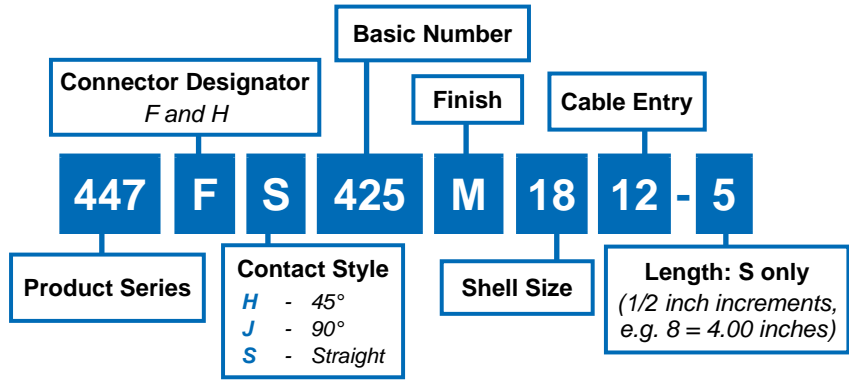 Basic Number
Connector Designator
F and H
Finish
Cable Entry
447 F S 425 M 18 12 - 5
Product Series
Contact Style
H - 45°
J - 90°
S - Straight
Shell Size
Length: S only
(1/2 inch increments,
e.g. 8 = 4.00 inches)